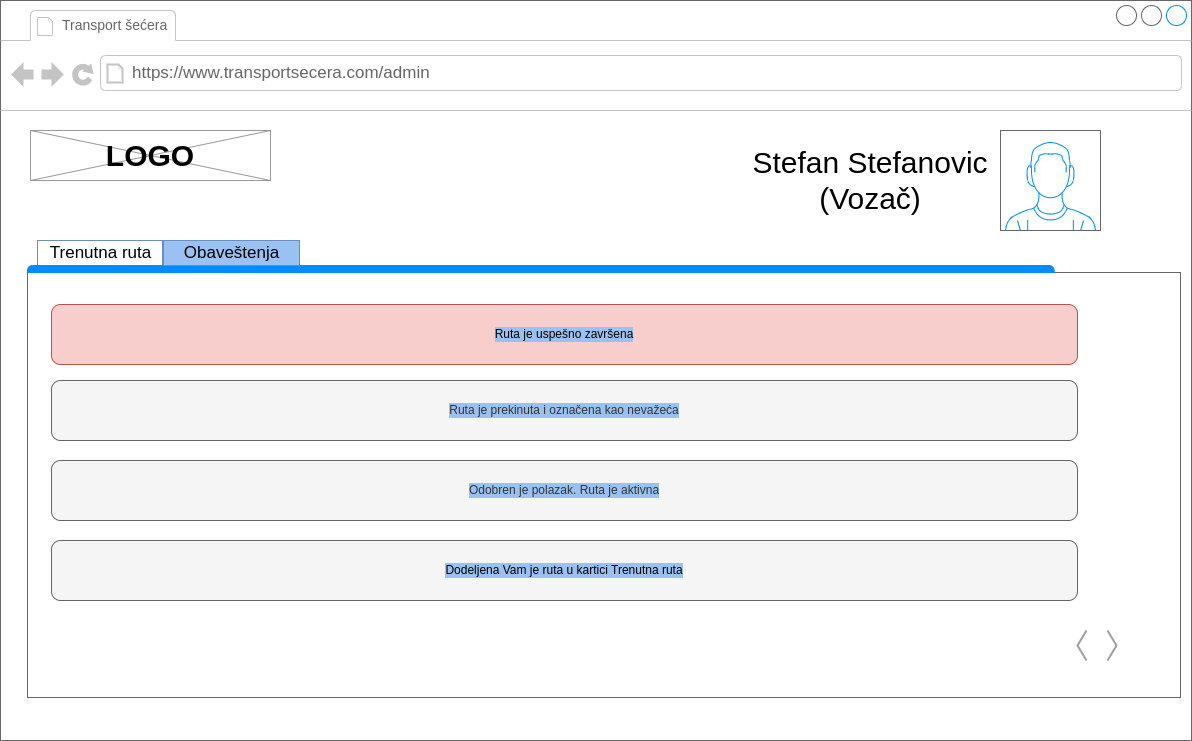 Transport šećera
https://www.transportsecera.com/admin
LOGO
Stefan Stefanovic
(Vozač)
Trenutna ruta
Obaveštenja
Ruta je uspešno završena
Ruta je prekinuta i označena kao nevažeća
Odobren je polazak. Ruta je aktivna
Dodeljena Vam je ruta u kartici Trenutna ruta